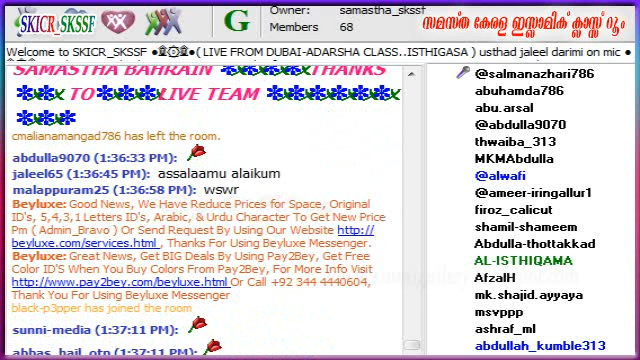 SKICR_SKSSF
G
Owner: samastha_skssf
Members 68
സമസ്ത കേരള ഇസ്ലാമിക് ക്ലാസ്സ് റൂം
Welcome to SKICR_SKSSF ●۩۞۩●( LIVE FROM DUBAI-ADARSHA CLASS..ISTHIGASA ) usthad jaleel darimi on mic ●
SAMASTHA BAHRAIN THANKS
TO LIVE TEAM
cmalianamangad786 has left the room.
abdulla9070 (1:36:33 PM):
jaleel65 (1:36:45 PM): assalaamu alaikum
malappuram25 (1:36:58 PM): wswr
Beyluxe: Good News, We Have Reduce Prices for Space, Original
ID's, 5,4,3,1 Letters ID's, Arabic, & Urdu Character To Get New Price
Pm ( Admin_Bravo ) Or Send Request By Using Our Website http://
beyluxe.com/services.html , Thanks For Using Beyluxe Messenger.
Beyluxe: Great News, Get BIG Deals By Using Pay2Bey, Get Free
Color ID'S When You Buy Colors From Pay2Bey, For More Info Visit
http://www.pay2bey.com/beyluxe.html Or Call +92 344 4440604,
Thank You For Using Beyluxe Messenger
black-p3pper has joined the room
sunni-media (1:37:11 PM):
abbas_hail_otp (1:37:11 PM):
@salmanazhari786
abuhamda786
abu.arsal
@abdulla9070
thwaiba_313
MKMAbdulla
@alwafi
@ameer-iringallur1
firoz_calicut
shamil-shameem
Abdulla-thottakkad
AL-ISTHIQAMA
AfzalH
mk.shajid.ayyaya
msvppp
ashraf_ml
abdullah_kumble313